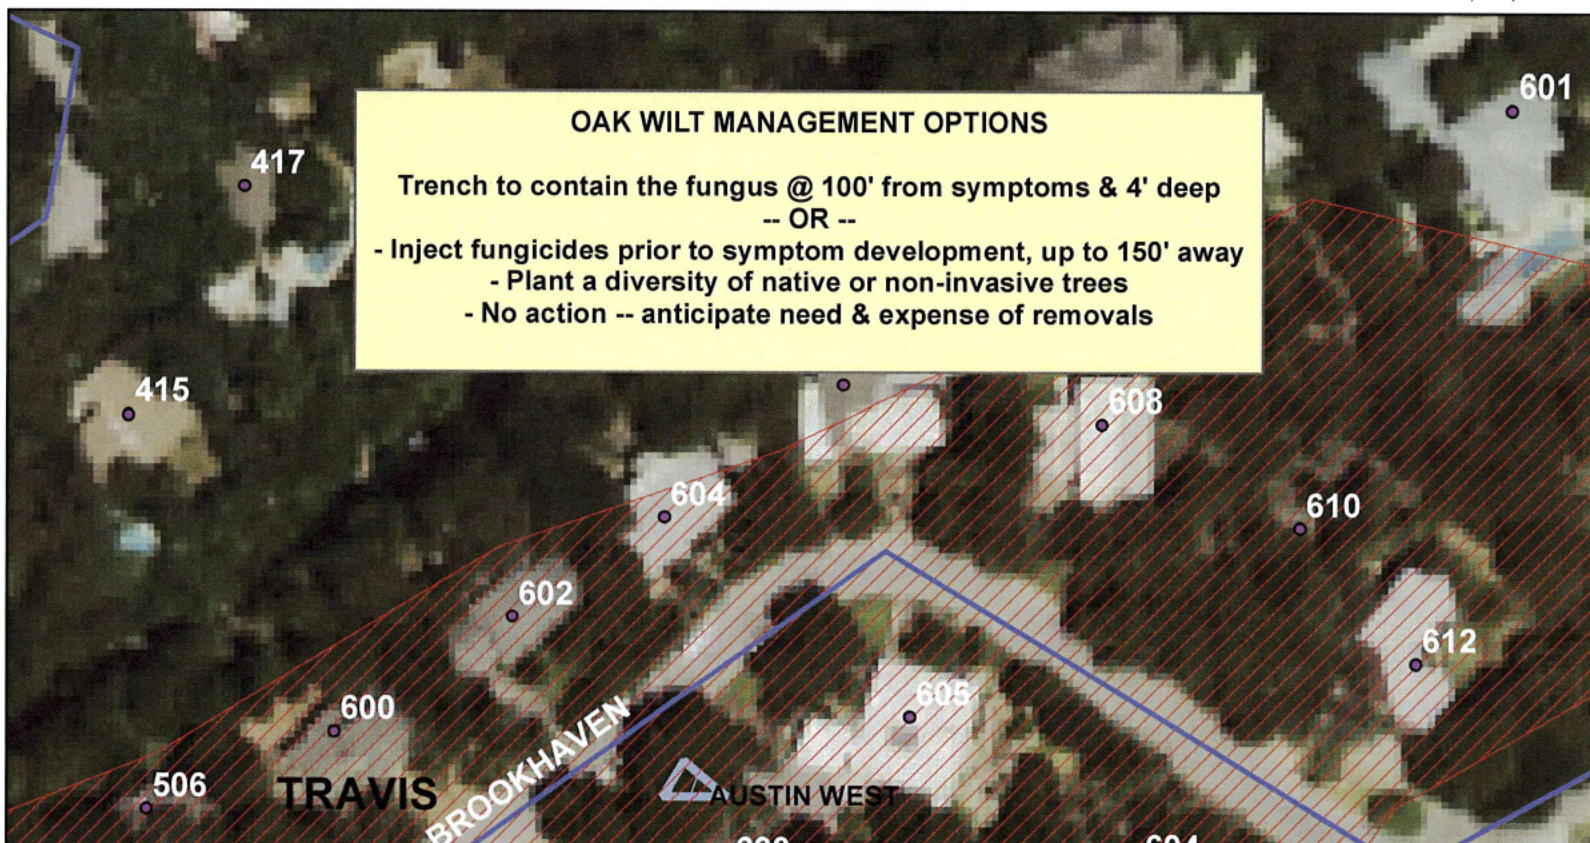 OAK WILT MANAGEMENT OPTIONS
Trench to contain the fungus @ 100' from symptoms & 4' deep
-- OR --
- Inject fungicides prior to symptom development, up to 150' away
- Plant a diversity of native or non-invasive trees
- No action -- anticipate need & expense of removals
601
417
415
608
604
610
602
612
605
600
506
TRAVIS
BROOKHAVEN
AUSTIN WEST